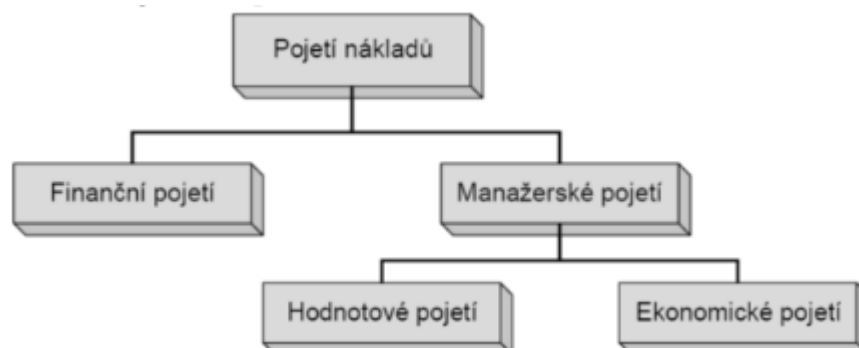 Pojetí nákladů
Finanční pojetí
Manažerské pojetí
Hodnotové pojetí
Ekonomické pojetí